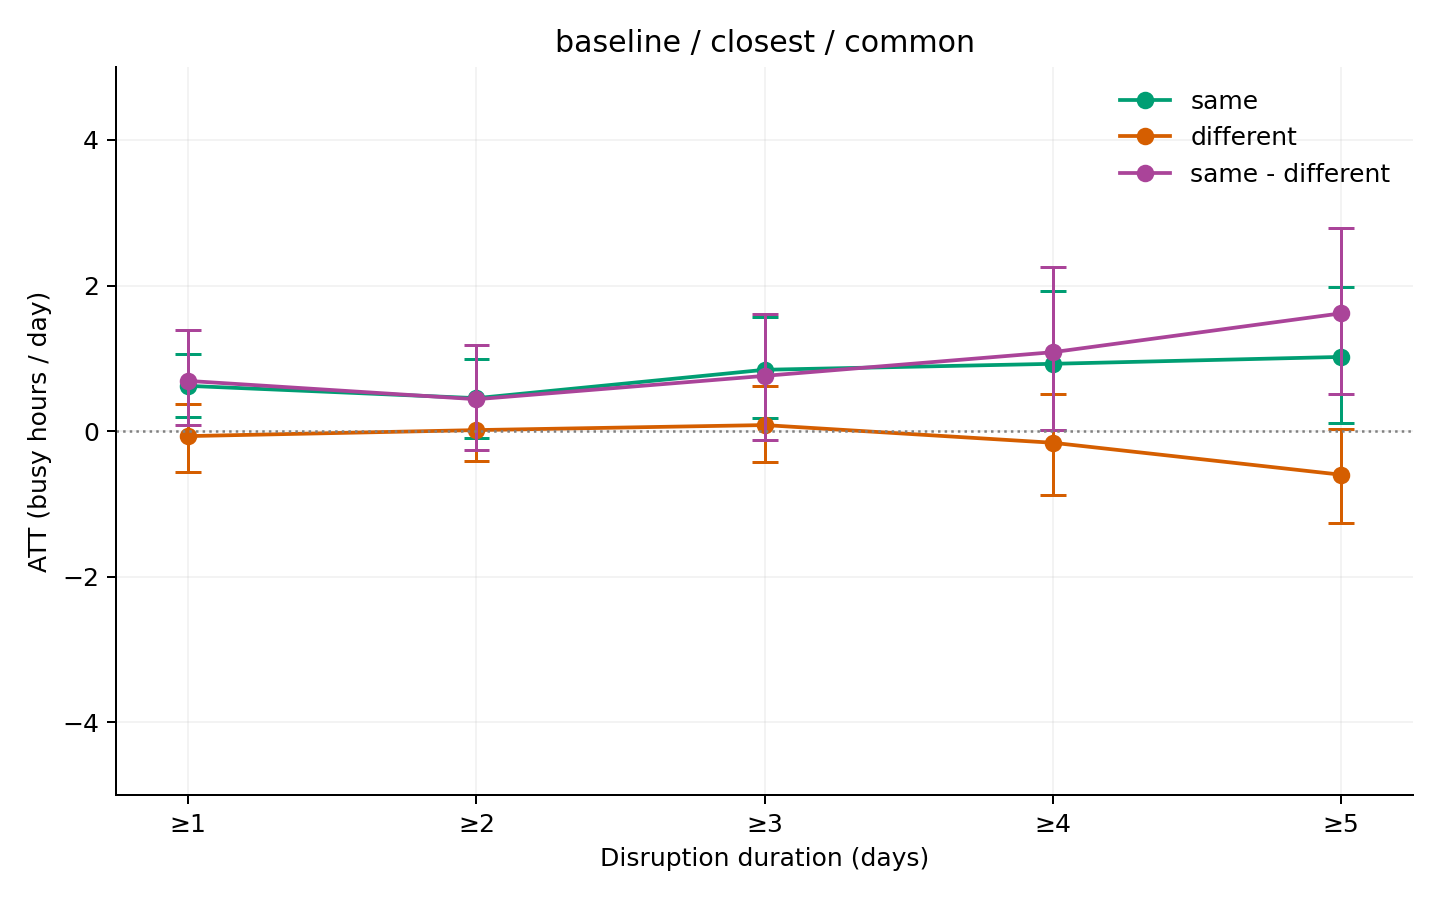 baseline / closest / common
same
different
same - different
ATT (busy hours / day)
4
2
0
−2
−4
≥1
≥2
≥3
≥4
≥5
Disruption duration (days)